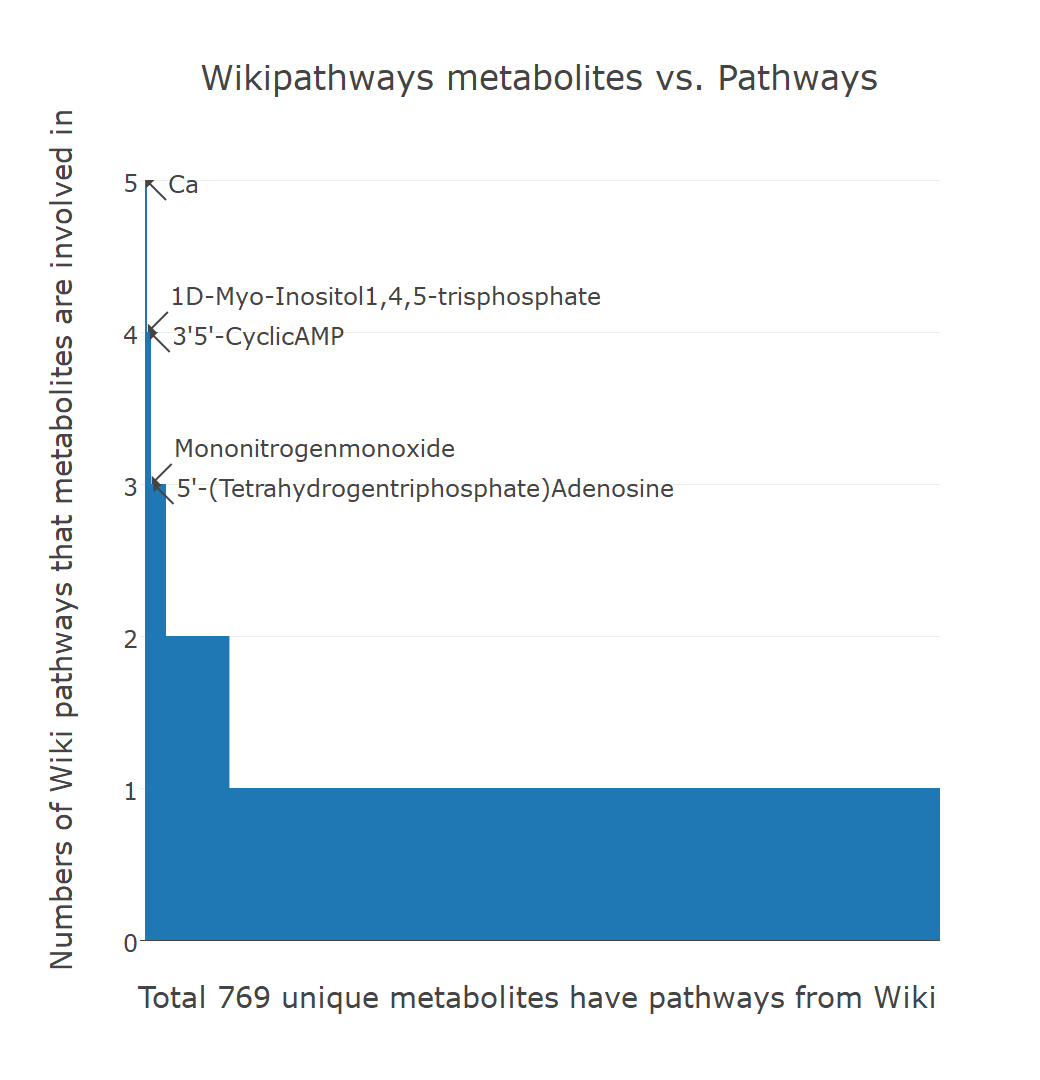 Wikipathways metabolites vs. Pathways
Numbers of Wiki pathways that metabolites are involved in
5
Ca
1D-Myo-Inositol1,4,5-trisphosphate
4
3'5'-CyclicAMP
Mononitrogenmonoxide
3
5'-(Tetrahydrogentriphosphate)Adenosine
2
1
0
Total 769 unique metabolites have pathways from Wiki